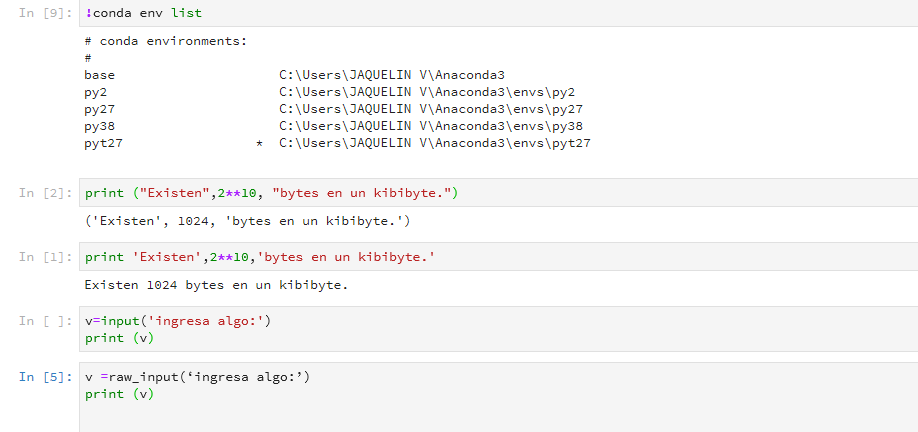 In [9]: !conda env list
# conda environments:
#
base C:\Users\JAQUELIN V\Anaconda3
py2 C:\Users\JAQUELIN V\Anaconda3\envs\py2
py27 C:\Users\JAQUELIN V\Anaconda3\envs\py27
py38 C:\Users\JAQUELIN V\Anaconda3\envs\py38
pyt27 * C:\Users\JAQUELIN V\Anaconda3\envs\pyt27
In [2]: print ("Existen",2**10, "bytes en un kibibyte.")
('Existen', 1024, 'bytes en un kibibyte.')
In [1]: print 'Existen',2**10,'bytes en un kibibyte.'
Existen 1024 bytes en un kibibyte.
In [ ]: v=input('ingresa algo:')
print (v)
In [5]: v =raw_input(‘ingresa algo:’)
print (v)